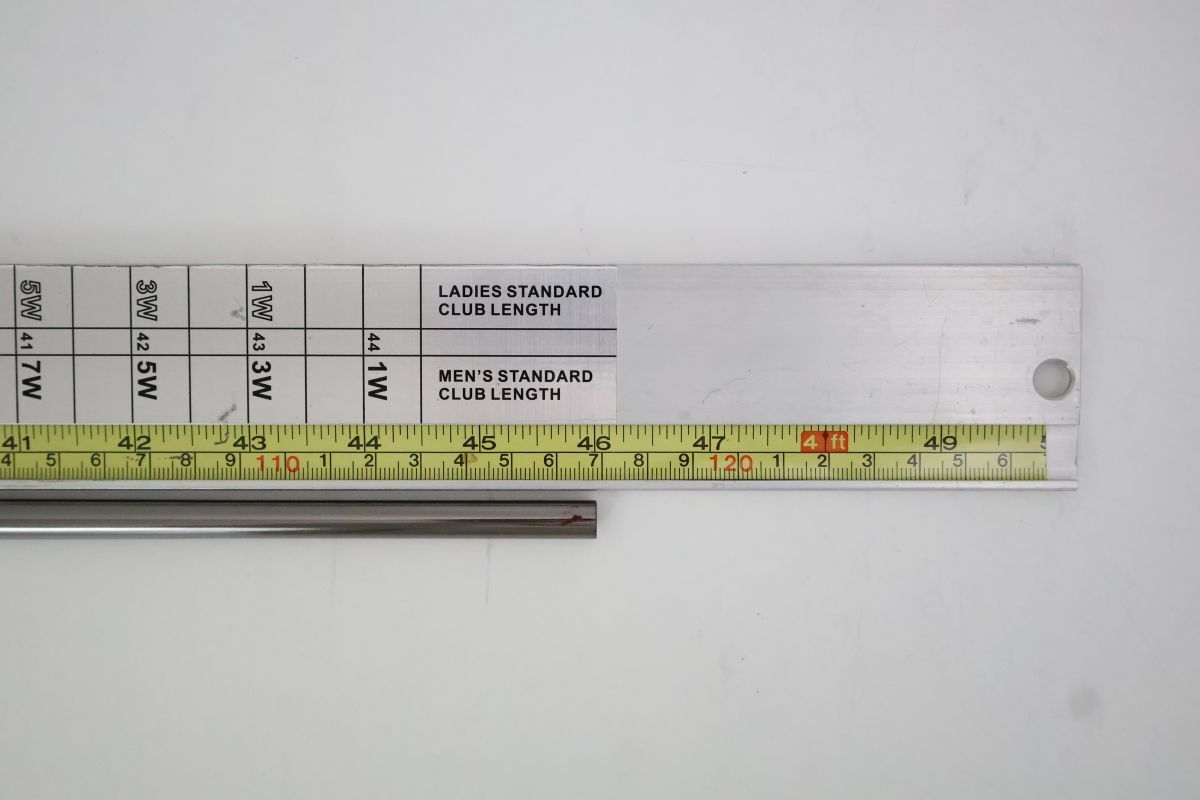 5W 3W 1W LADIES STANDARD
CLUB LENGTH
41 42 43 44
7W 5W 3W 1W MEN'S STANDARD
CLUB LENGTH
41 42 43 44 45 46 47 4 ft 49
4 5 6 7 8 9 110 1 2 3 4 5 6 7 8 9 120 1 2 3 4 5 6